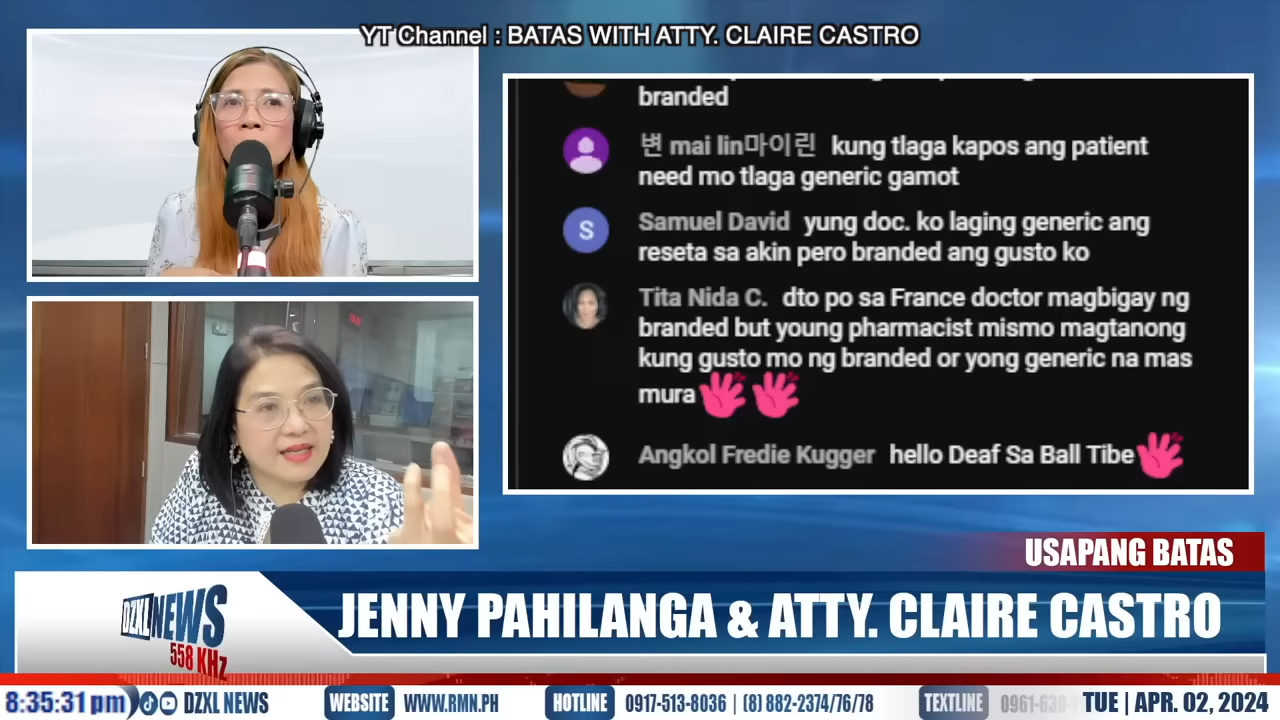 YT Channel : BATAS WITH ATTY. CLAIRE CASTRO
branded
변 mai lin마이린 kung tlaga kapos ang patient
need mo tlaga generic gamot
S
Samuel David yung doc. ko laging generic ang
reseta sa akin pero branded ang gusto ko
Tita Nida C. dto po sa France doctor magbigay ng
branded but young pharmacist mismo magtanong
kung gusto mo ng branded or yong generic na mas
mura
Angkol Fredie Kugger hello Deaf Sa Ball Tibe
USAPANG BATAS
JENNY PAHILANGA & ATTY. CLAIRE CASTRO
DZXL NEWS
558 KHz
8:35:31 pm DZXL NEWS WEBSITE WWW.RMN.PH HOTLINE 0917-513-8036 | (8) 882-2374/76/78 TEXTLINE TUE | APR. 02, 2024